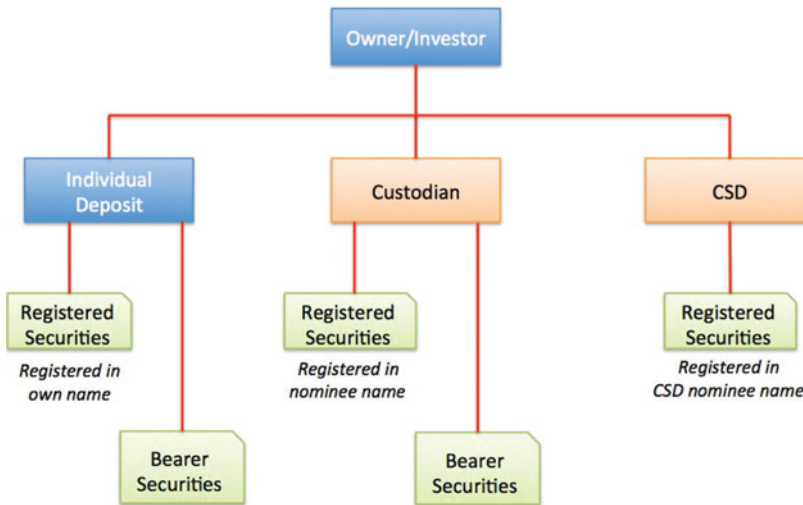 Owner/Investor
Individual
Deposit
Custodian
CSD
Registered
Securities
Registered in
own name
Registered
Securities
Registered in
nominee name
Registered
Securities
Registered in
CSD nominee name
Bearer
Securities
Bearer
Securities